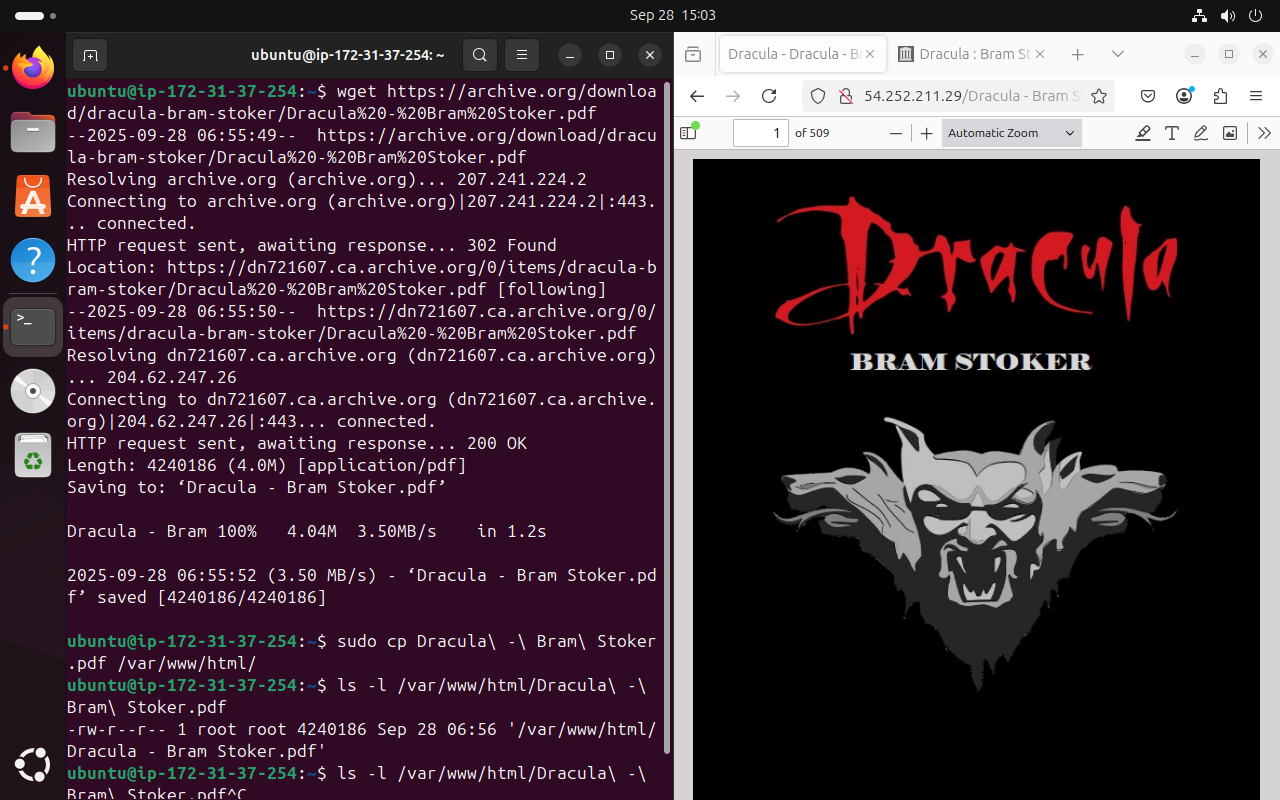 Sep 28 15:03
ubuntu@ip-172-31-37-254: ~
ubuntu@ip-172-31-37-254:~$ wget https://archive.org/downloa
d/dracula-bram-stoker/Dracula%20-%20Bram%20Stoker.pdf
--2025-09-28 06:55:49--  https://archive.org/download/dracu
la-bram-stoker/Dracula%20-%20Bram%20Stoker.pdf
Resolving archive.org (archive.org)... 207.241.224.2
Connecting to archive.org (archive.org)|207.241.224.2|:443.
.. connected.
HTTP request sent, awaiting response... 302 Found
Location: https://dn721607.ca.archive.org/0/items/dracula-b
ram-stoker/Dracula%20-%20Bram%20Stoker.pdf [following]
--2025-09-28 06:55:50--  https://dn721607.ca.archive.org/0/
items/dracula-bram-stoker/Dracula%20-%20Bram%20Stoker.pdf
Resolving dn721607.ca.archive.org (dn721607.ca.archive.org)
... 204.62.247.26
Connecting to dn721607.ca.archive.org (dn721607.ca.archive.
org)|204.62.247.26|:443... connected.
HTTP request sent, awaiting response... 200 OK
Length: 4240186 (4.0M) [application/pdf]
Saving to: ‘Dracula - Bram Stoker.pdf’
Dracula - Bram 100%   4.04M  3.50MB/s    in 1.2s
2025-09-28 06:55:52 (3.50 MB/s) - ‘Dracula - Bram Stoker.pd
f’ saved [4240186/4240186]
ubuntu@ip-172-31-37-254:~$ sudo cp Dracula\ -\ Bram\ Stoker
.pdf /var/www/html/
ubuntu@ip-172-31-37-254:~$ ls -l /var/www/html/Dracula\ -\
Bram\ Stoker.pdf
-rw-r--r-- 1 root root 4240186 Sep 28 06:56 '/var/www/html/
Dracula - Bram Stoker.pdf'
ubuntu@ip-172-31-37-254:~$ ls -l /var/www/html/Dracula\ -\
Bram\ Stoker.pdf^C
Dracula - Dracula - Br
Dracula : Bram St
54.252.211.29/Dracula - Bram S
1 of 509
Automatic Zoom
Dracula
BRAM STOKER